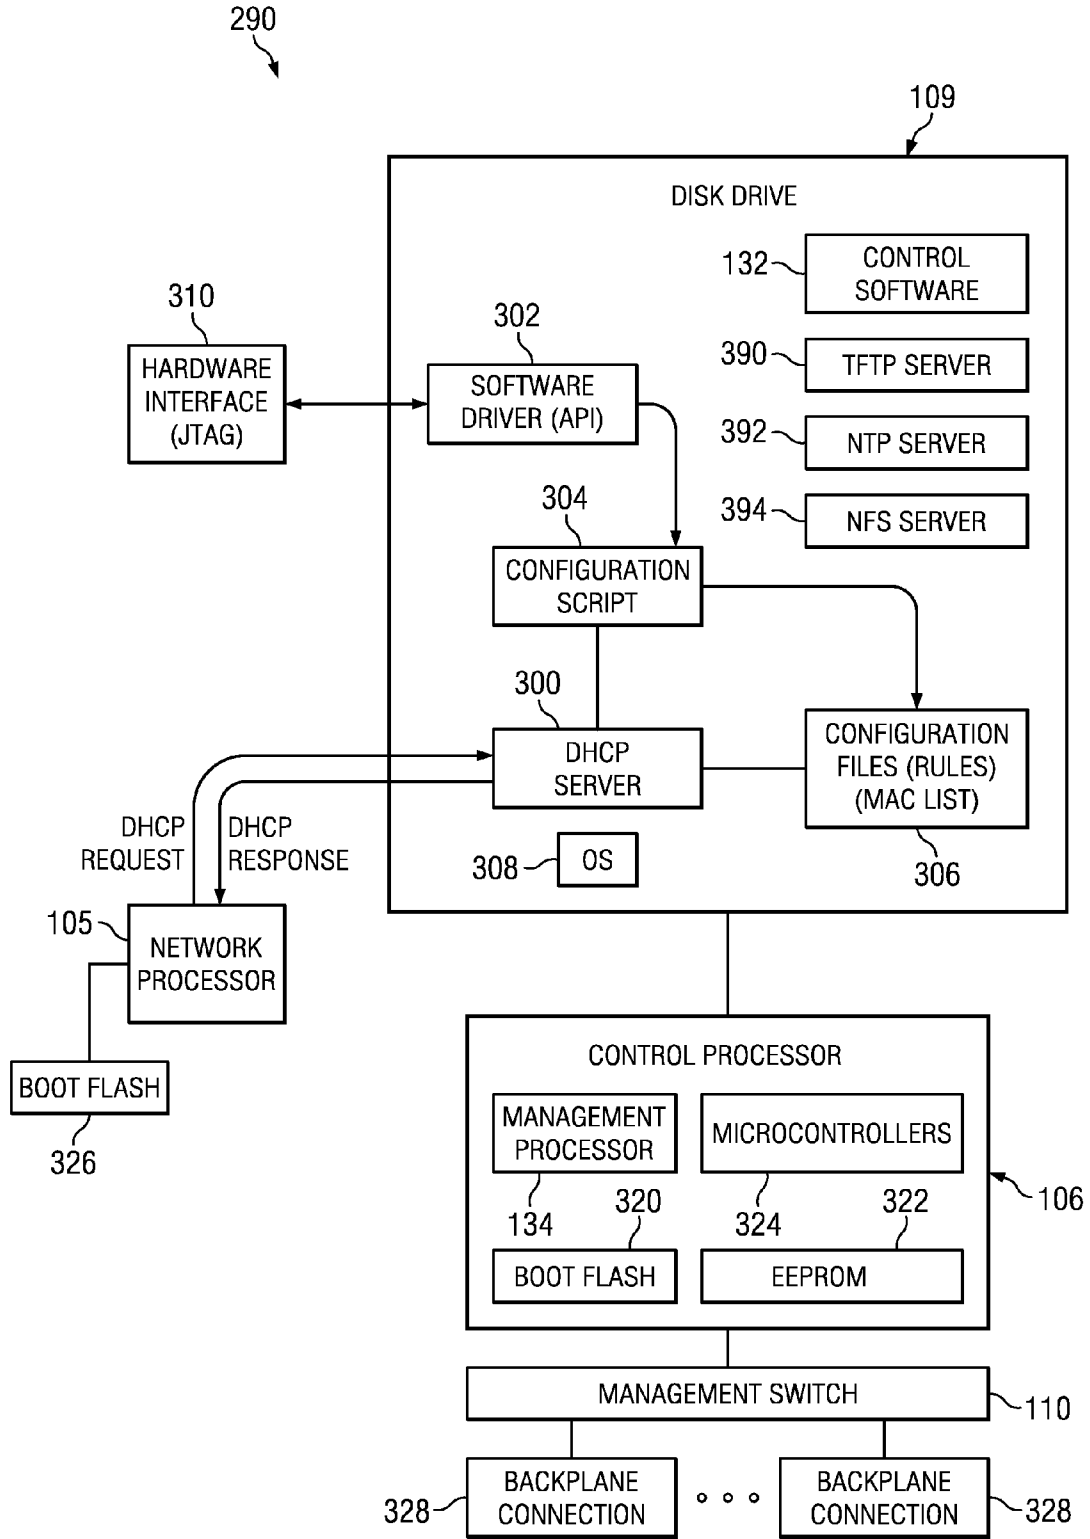 290
109
DISK DRIVE
132
CONTROL
SOFTWARE
310
302
390
TFTP SERVER
HARDWARE
INTERFACE
(JTAG)
SOFTWARE
DRIVER (API)
392
NTP SERVER
304
394
NFS SERVER
CONFIGURATION
SCRIPT
300
DHCP
SERVER
CONFIGURATION
FILES (RULES)
(MAC LIST)
DHCP
REQUEST
DHCP
RESPONSE
308
OS
306
105
NETWORK
PROCESSOR
CONTROL PROCESSOR
BOOT FLASH
326
MANAGEMENT
PROCESSOR
MICROCONTROLLERS
106
134
320
324
322
BOOT FLASH
EEPROM
MANAGEMENT SWITCH
110
BACKPLANE
CONNECTION
328
BACKPLANE
CONNECTION
328